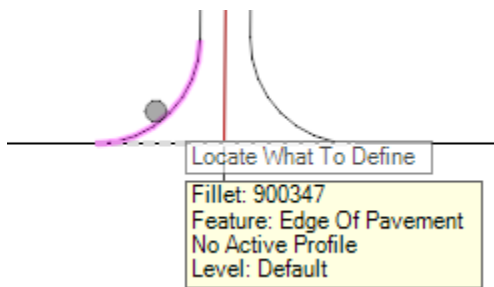 Locate What To Define
Fillet: 900347
Feature: Edge Of Pavement
No Active Profile
Level: Default